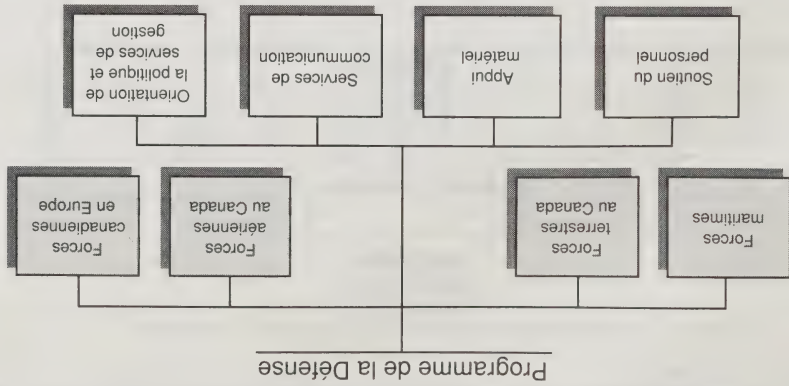 Programme de la Défense
Forces
maritimes
Forces
terrestres
au Canada
Forces
aériennes
au Canada
Forces
canadiennes
en Europe
Soutien du
personnel
Appui
matériel
Services de
communication
Orientation de
la politique et
services de
gestion